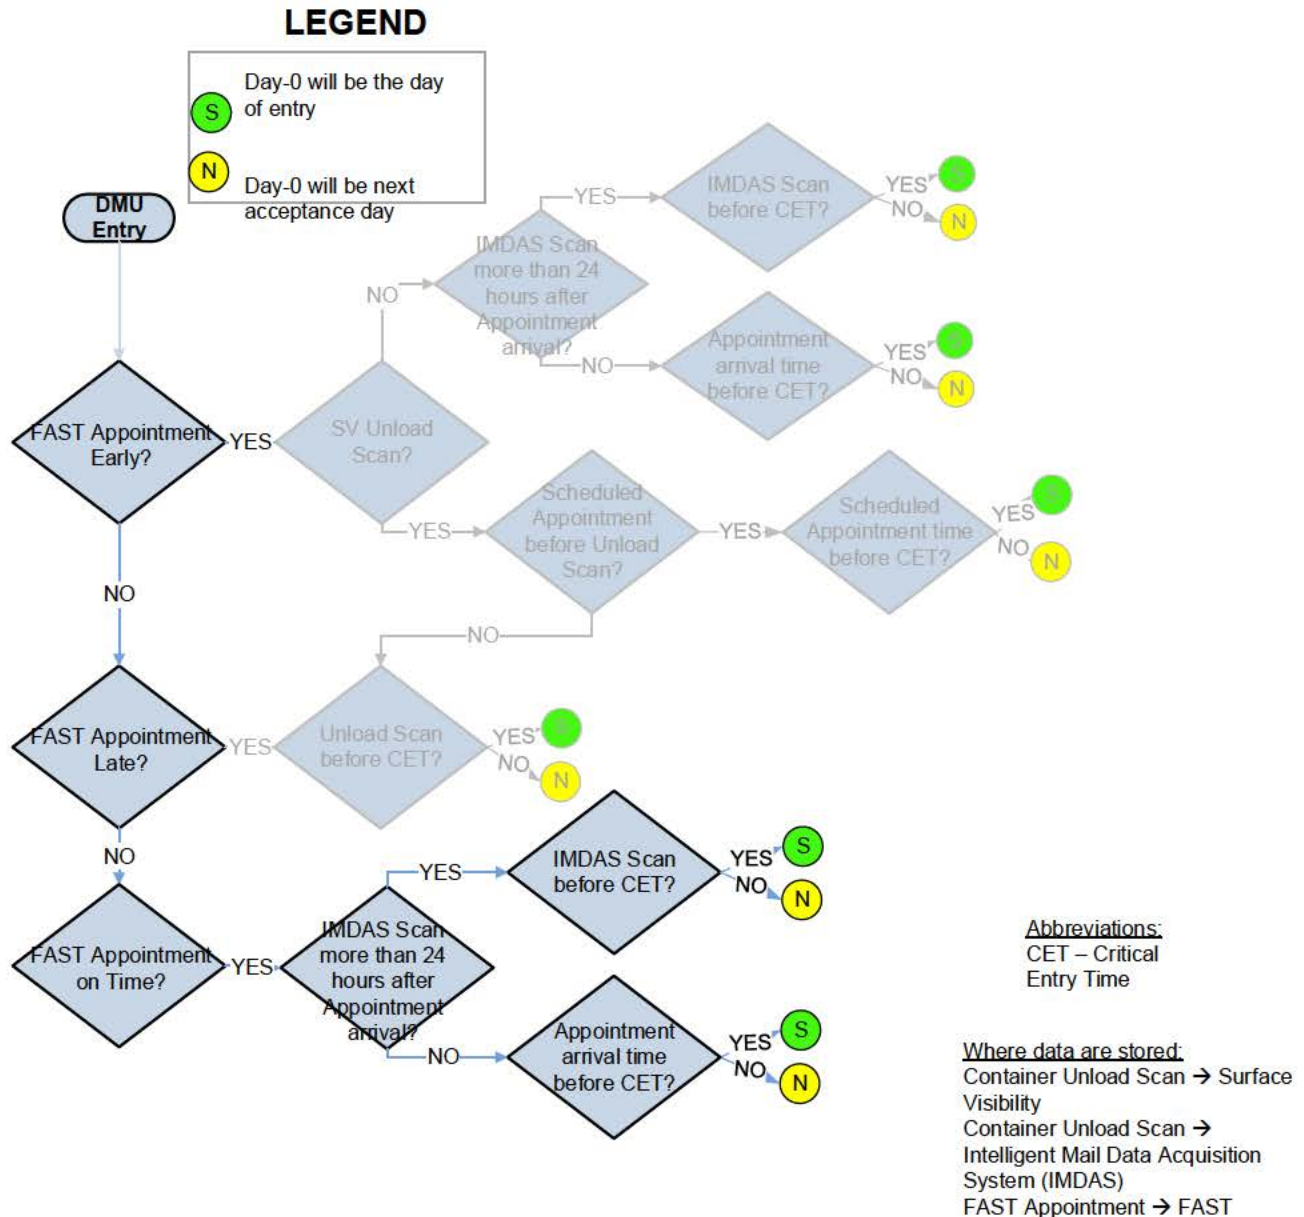 LEGEND
Day-0 will be the day
of entry
S
N
Day-0 will be next
acceptance day
DMU
Entry
IMDAS Scan
before CET?
YES
NO
N
YES
IMDAS Scan
more than 24
hours after
Appointment
arrival?
NO
NO
Appointment
arrival time
before CET?
YES
NO
N
FAST Appointment
Early?
YES
SV Unload
Scan?
YES
Scheduled
Appointment
before Unload
Scan?
YES
Scheduled
Appointment time
before CET?
YES
S
NO
N
NO
NO
FAST Appointment
Late?
YES
Unload Scan
before CET?
YES
NO
N
NO
FAST Appointment
on Time?
YES
IMDAS Scan
more than 24
hours after
Appointment
arrival?
YES
IMDAS Scan
before CET?
YES
S
NO
N
NO
Appointment
arrival time
before CET?
YES
S
NO
N
Abbreviations:
CET – Critical
Entry Time
Where data are stored:
Container Unload Scan → Surface
Visibility
Container Unload Scan →
Intelligent Mail Data Acquisition
System (IMDAS)
FAST Appointment → FAST